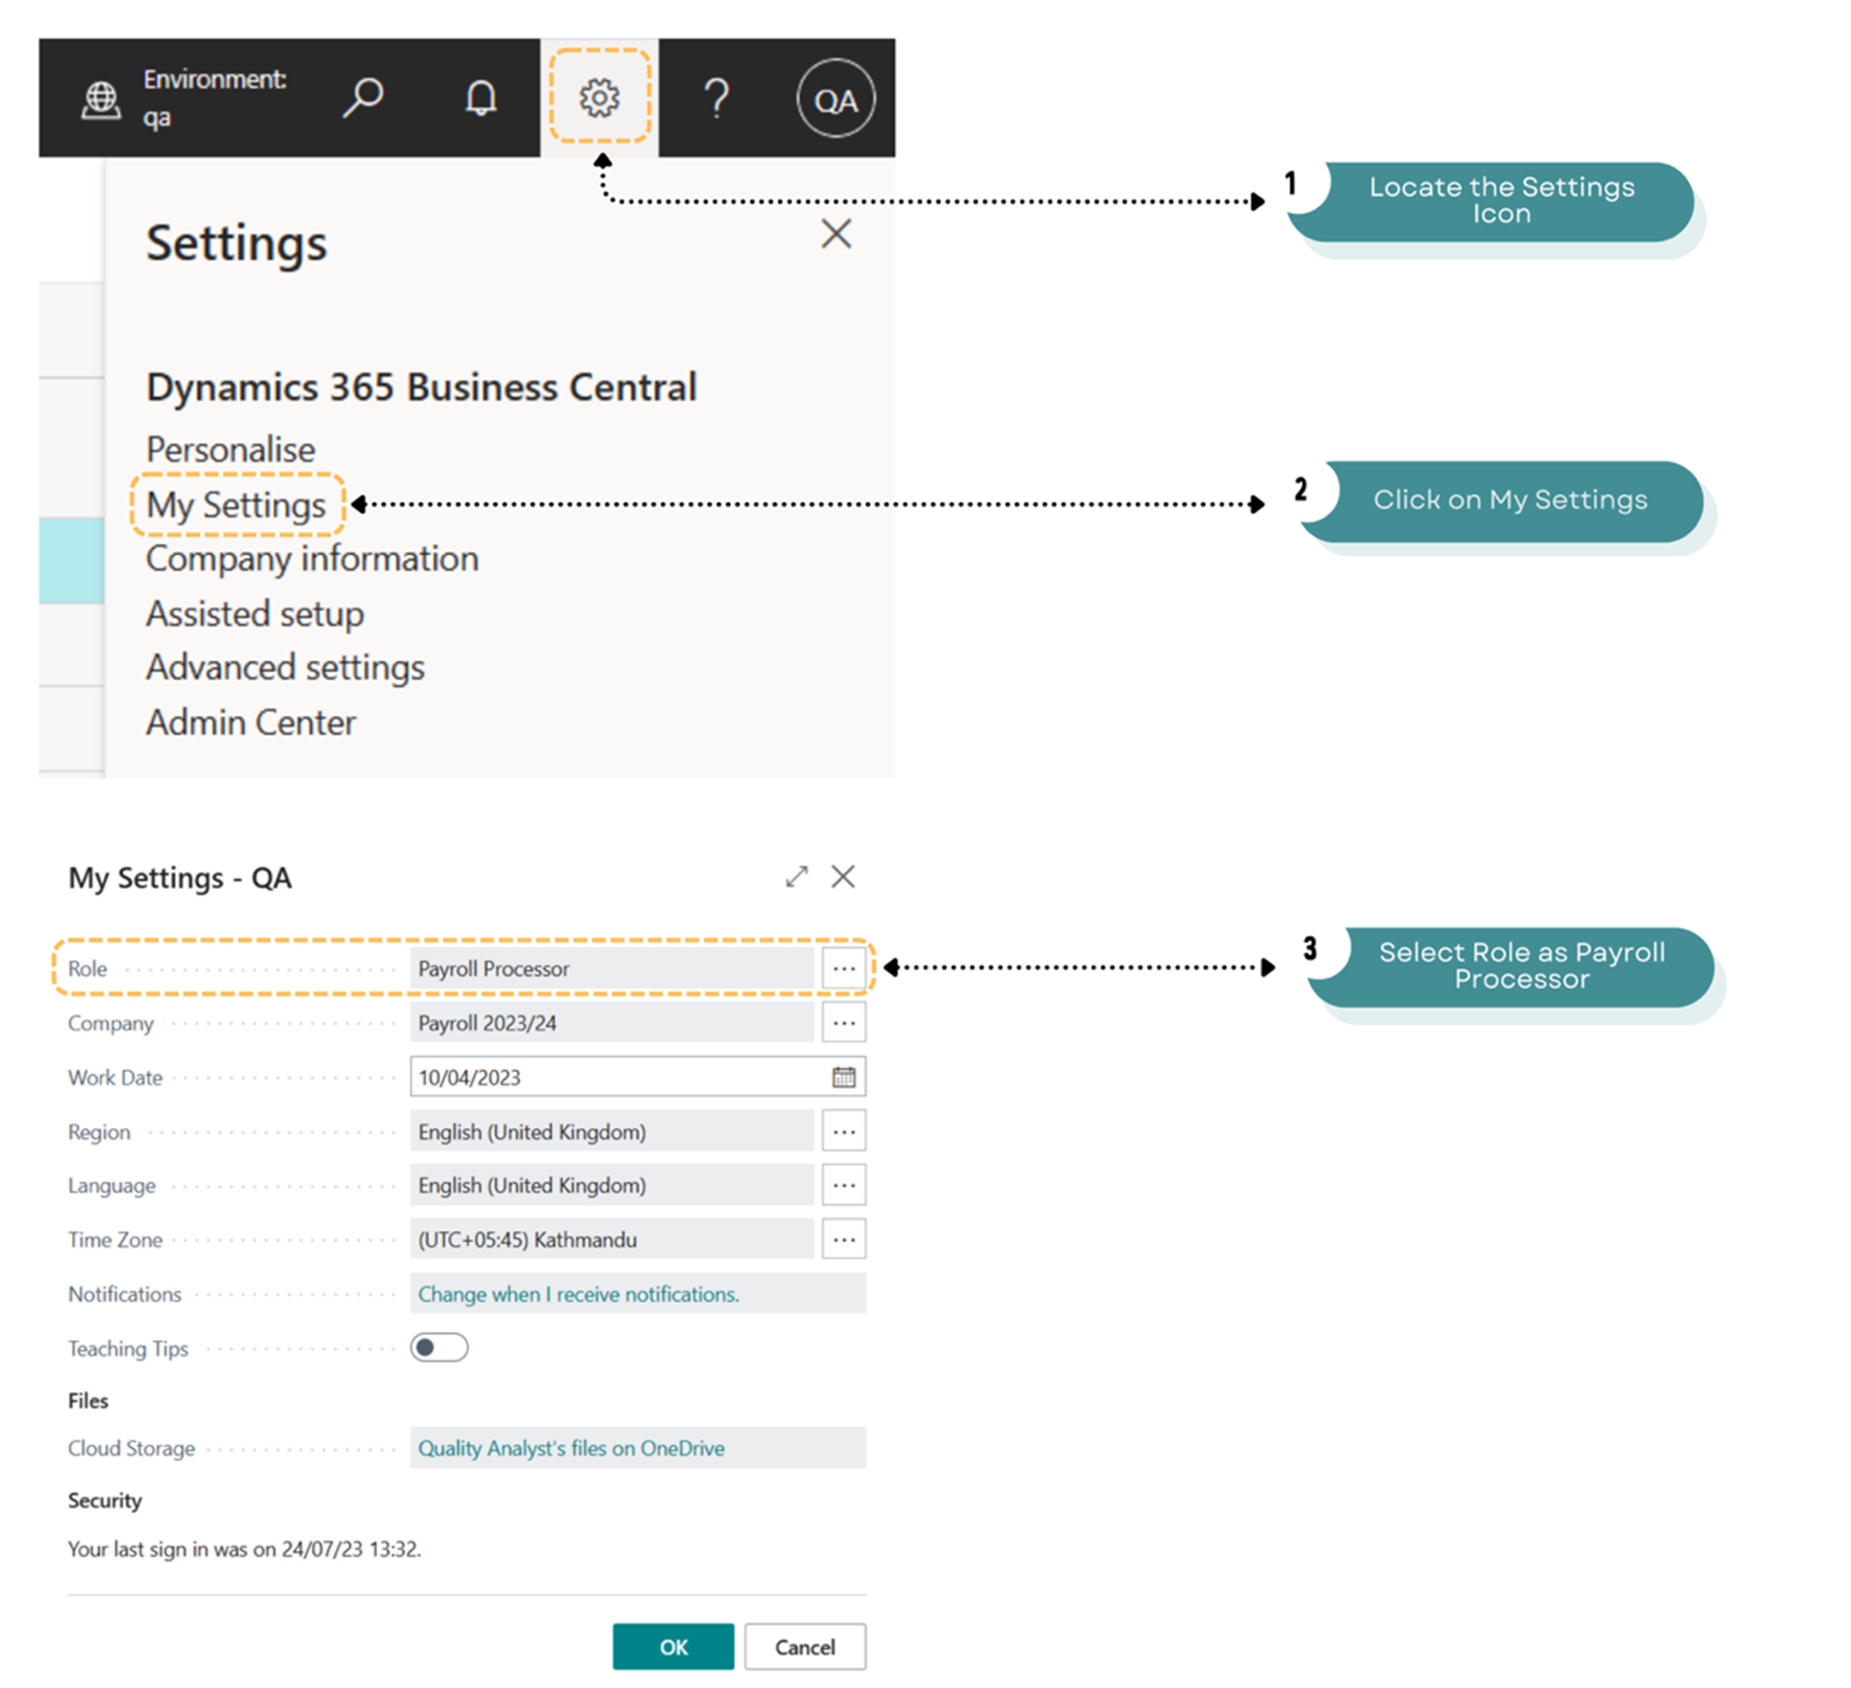 Environment:
qa
?
QA
1
Locate the Settings
Icon
Settings
Dynamics 365 Business Central
Personalise
My Settings
2
Click on My Settings
Company information
Assisted setup
Advanced settings
Admin Center
My Settings - QA
Role
Payroll Processor
...
3
Select Role as Payroll
Processor
Company
Payroll 2023/24
...
Work Date
10/04/2023
Region
English (United Kingdom)
...
Language
English (United Kingdom)
...
Time Zone
(UTC+05:45) Kathmandu
...
Notifications
Change when I receive notifications.
Teaching Tips
Files
Cloud Storage
Quality Analyst's files on OneDrive
Security
Your last sign in was on 24/07/23 13:32.
OK
Cancel